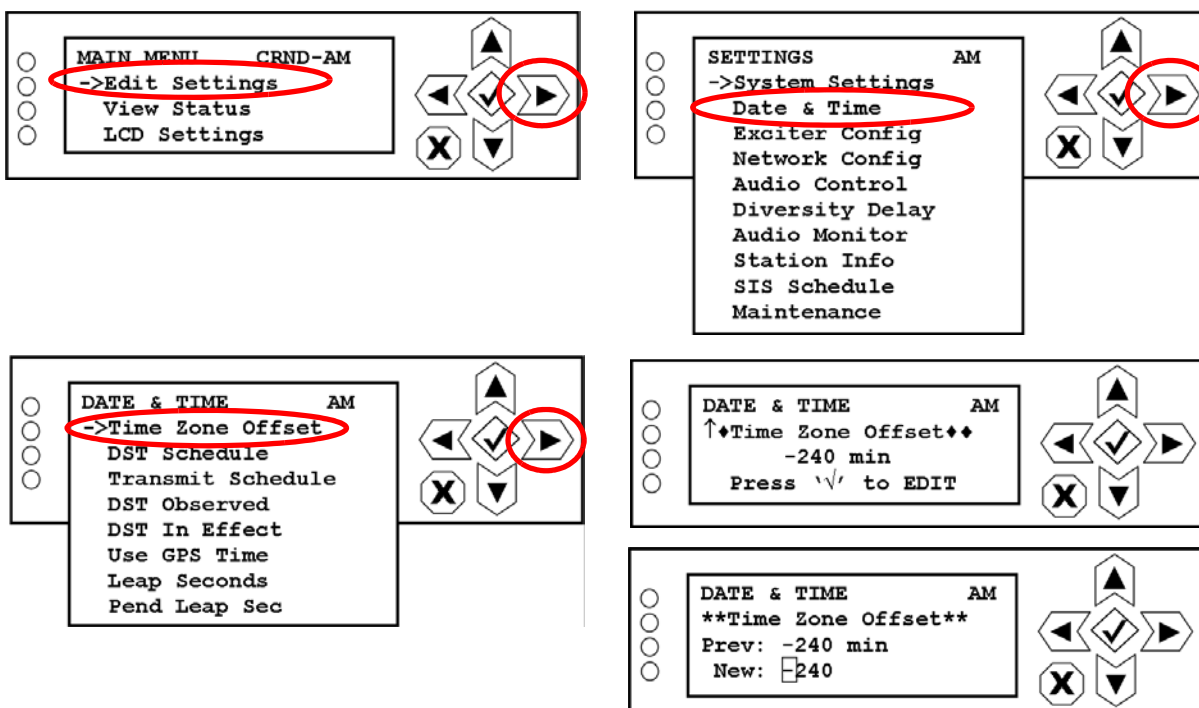 MAIN MENU CRND-AM
->Edit Settings
View Status
LCD Settings
X
SETTINGS AM
->System Settings
Date & Time
Exciter Config
Network Config
Audio Control
Diversity Delay
Audio Monitor
Station Info
SIS Schedule
Maintenance
X
DATE & TIME AM
->Time Zone Offset
DST Schedule
Transmit Schedule
DST Observed
DST In Effect
Use GPS Time
Leap Seconds
Pend Leap Sec
X
DATE & TIME AM
↑♦Time Zone Offset♦♦
-240 min
Press '√' to EDIT
X
DATE & TIME AM
**Time Zone Offset**
Prev: -240 min
New: -240
X